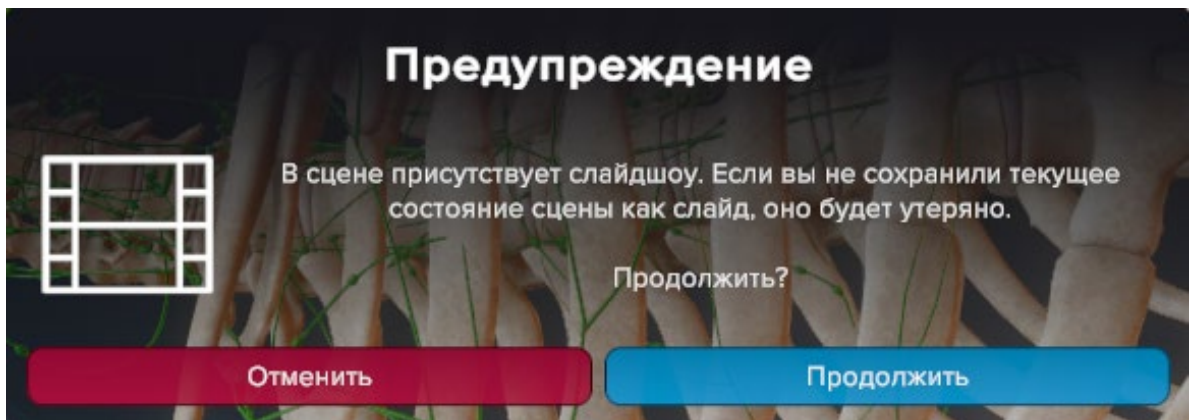 Предупреждение
В сцене присутствует слайдшоу. Если вы не сохранили текущее
состояние сцены как слайд, оно будет утеряно.
Продолжить?
Отменить
Продолжить